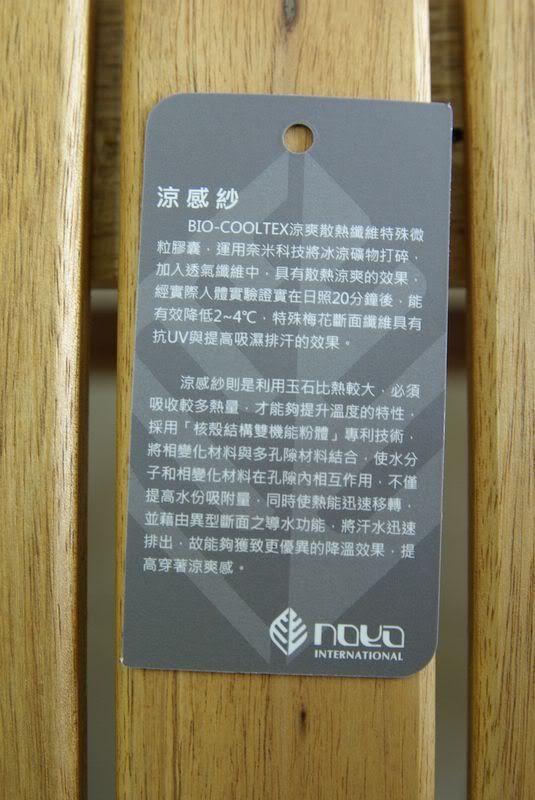 涼感紗
BIO-COOLTEX涼爽散熱纖維特殊微
粒膠囊，運用奈米科技將冰涼礦物打碎，
加入透氣纖維中，具有散熱涼爽的效果，
經實際人體實驗證實在日照20分鐘後，能
有效降低2~4℃，特殊梅花斷面纖維具有
抗UV與提高吸濕排汗的效果。
涼感紗則是利用玉石比熱較大，必須
吸收較多熱量，才能夠提升溫度的特性，
採用「核殼結構雙機能粉體」專利技術，
將相變化材料與多孔隙材料結合，使水分
子和相變化材料在孔隙內相互作用，不僅
提高水份吸附量，同時使熱能迅速移轉，
並藉由異型斷面之導水功能，將汗水迅速
排出，故能夠獲致更優異的降溫效果，提
高穿著涼爽感。
INTERNATIONAL